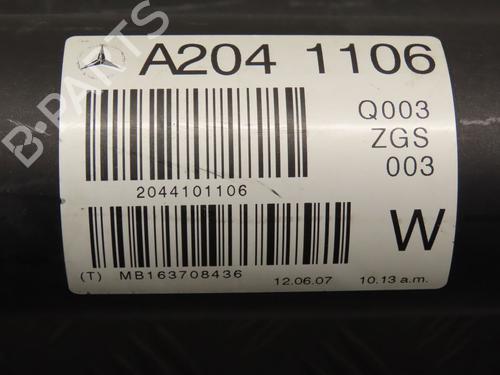 A204 1106
Q003
ZGS
003
2044101106
W
(T) MB163708436 12.06.07 10.13 a.m.
B-PARTS